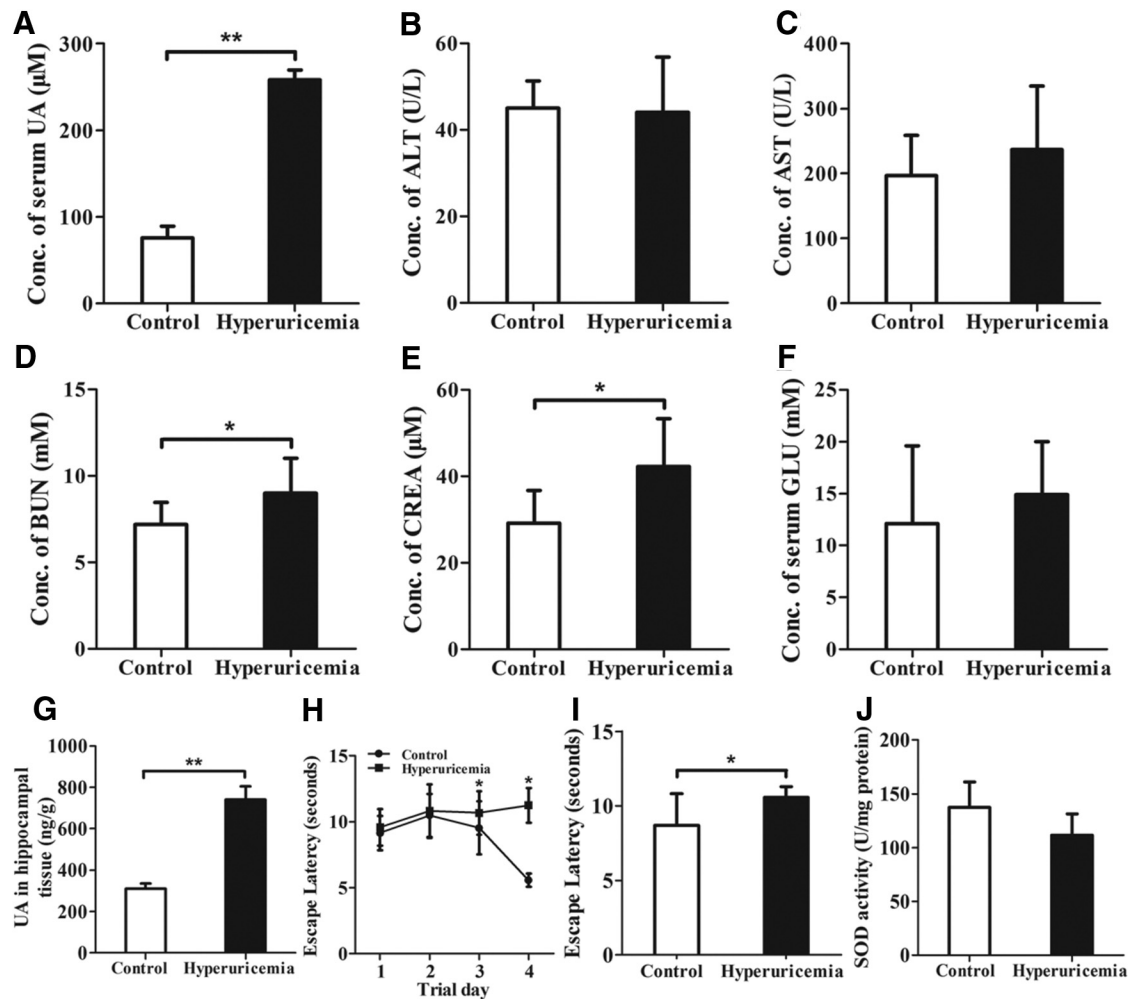 A
Conc. of serum UA (μM)
300
200
100
0
**
Control Hyperuricemia
B
Conc. of ALT (U/L)
60
40
20
0
Control Hyperuricemia
C
Conc. of AST (U/L)
400
300
200
100
0
Control Hyperuricemia
D
Conc. of BUN (mM)
15
10
5
0
*
Control Hyperuricemia
E
Conc. of CREA (μM)
60
40
20
0
*
Control Hyperuricemia
F
Conc. of serum GLU (mM)
25
20
15
10
5
0
Control Hyperuricemia
G
UA in hippocampal
tissue (ng/g)
1000
800
600
400
200
0
**
Control Hyperuricemia
H
Escape Latercy (seconds)
15
10
5
0
Control
Hyperuricemia
*
*
1 2 3 4
Trial day
I
Escape Latercy (seconds)
15
10
5
0
*
Control Hyperuricemia
J
SOD activity (U/mg protein)
200
150
100
50
0
Control Hyperuricemia